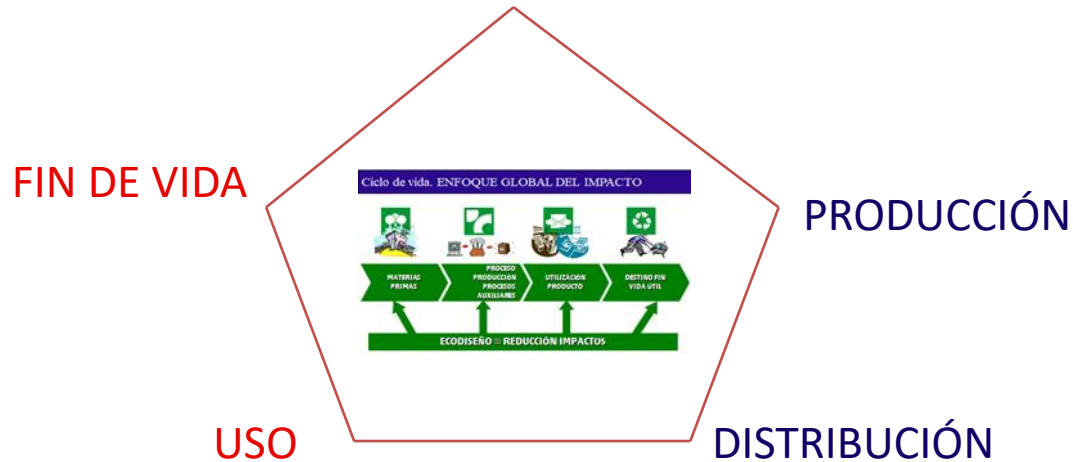 FIN DE VIDA
PRODUCCIÓN
Ciclo de vida. ENFOQUE GLOBAL DEL IMPACTO
MATERIAS
PRIMAS
PROCESO
PRODUCCIÓN
PROCESOS
AUXILIARES
UTILIZACIÓN
PRODUCTO
DESTINO FIN
VIDA ÚTIL
ECODISEÑO = REDUCCIÓN IMPACTOS
USO
DISTRIBUCIÓN